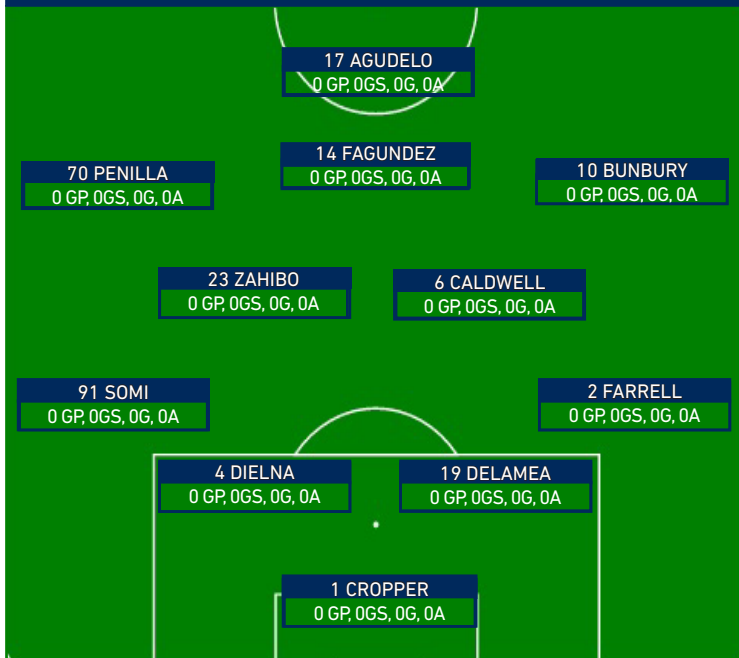 17 AGUDELO
0 GP, 0GS, 0G, 0A
14 FAGUNDEZ
0 GP, 0GS, 0G, 0A
70 PENILLA
0 GP, 0GS, 0G, 0A
10 BUNBURY
0 GP, 0GS, 0G, 0A
23 ZAHIBO
0 GP, 0GS, 0G, 0A
6 CALDWELL
0 GP, 0GS, 0G, 0A
91 SOMI
0 GP, 0GS, 0G, 0A
2 FARRELL
0 GP, 0GS, 0G, 0A
4 DIELNA
0 GP, 0GS, 0G, 0A
19 DELAMEA
0 GP, 0GS, 0G, 0A
1 CROPPER
0 GP, 0GS, 0G, 0A